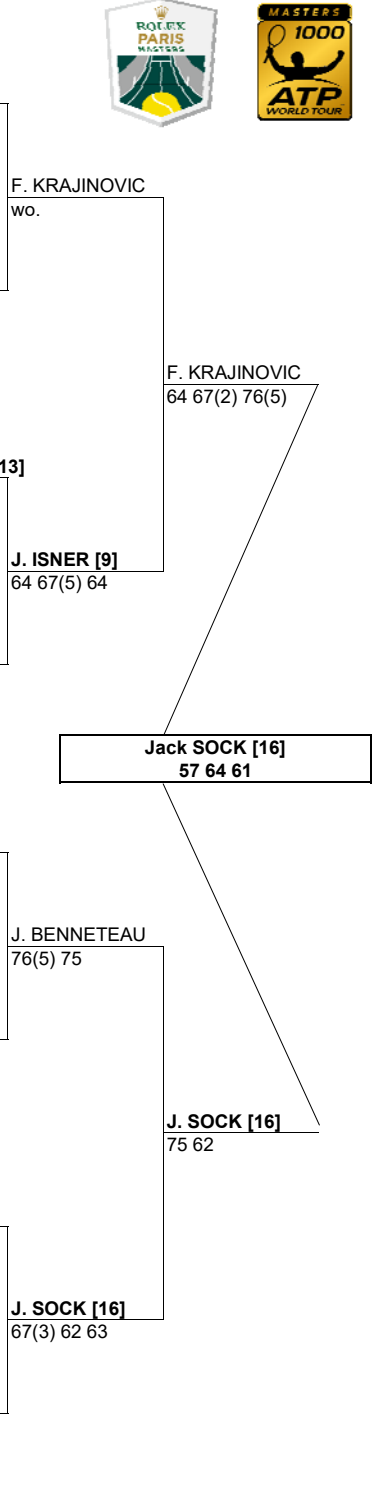 ROLEX
PARIS
MASTERS
MASTERS
1000
ATP
WORLD TOUR
F. KRAJINOVIC
wo.
F. KRAJINOVIC
64 67(2) 76(5)
13]
J. ISNER [9]
64 67(5) 64
Jack SOCK [16]
57 64 61
J. BENNETEAU
76(5) 75
J. SOCK [16]
75 62
J. SOCK [16]
67(3) 62 63